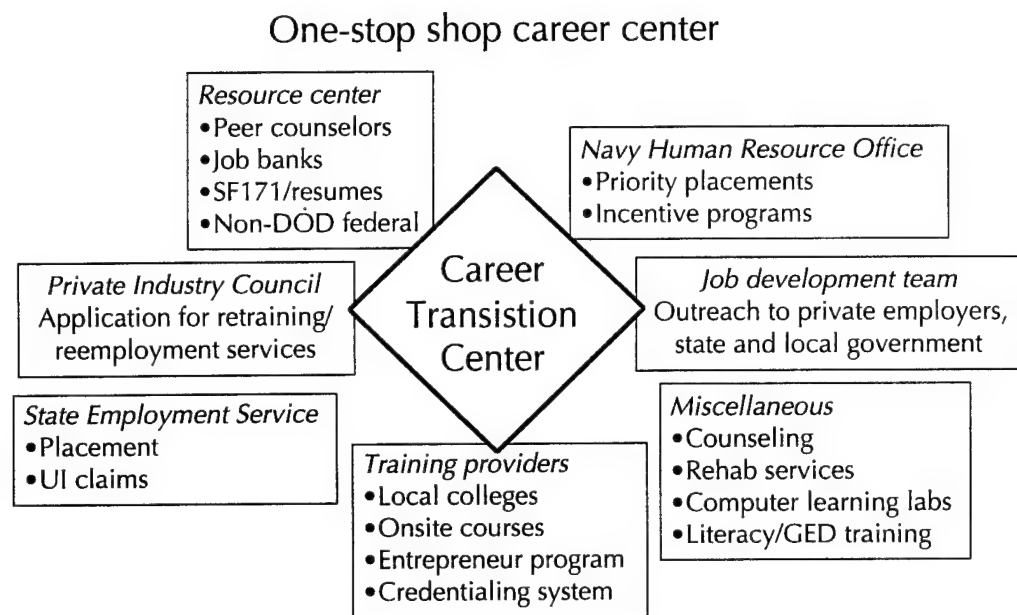 One-stop shop career center
Resource center
•Peer counselors
•Job banks
•SF171/resumes
•Non-DOD federal
Navy Human Resource Office
•Priority placements
•Incentive programs
Private Industry Council
Application for retraining/
reemployment services
Career
Transistion
Center
Job development team
Outreach to private employers,
state and local government
State Employment Service
•Placement
•UI claims
Training providers
•Local colleges
•Onsite courses
•Entrepreneur program
•Credentialing system
Miscellaneous
•Counseling
•Rehab services
•Computer learning labs
•Literacy/GED training